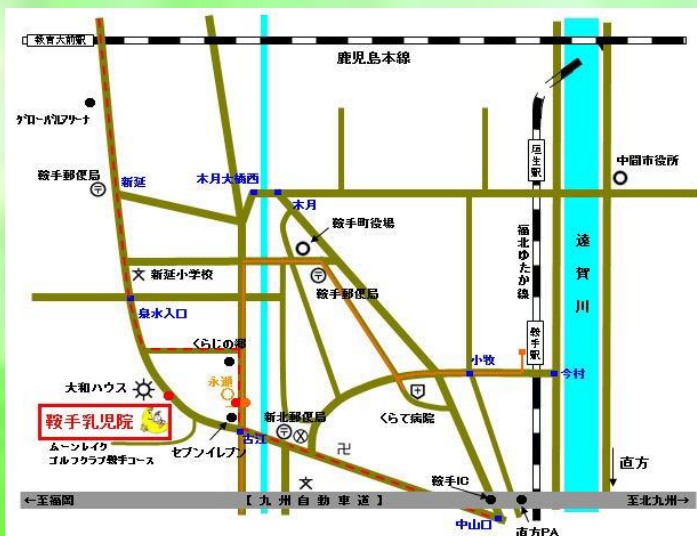 教育大前駅
鹿児島本線
グローバルアリーナ
垣生駅
中間市役所
鞍手郵便局
新延
木月大橋西
木月
鞍手町役場
福北ゆたか線
遠賀川
新延小学校
鞍手郵便局
泉水入口
鞍手駅
くらじの郷
小牧
今村
大和ハウス
永瀬
くらて病院
鞍手乳児院
新北郵便局
古江
ムーンレイク
ゴルフクラブ鞍手コース
セブンイレブン
卍
直方
鞍手IC
←至福岡
【九州自動車道】
至北九州→
中山口
直方PA